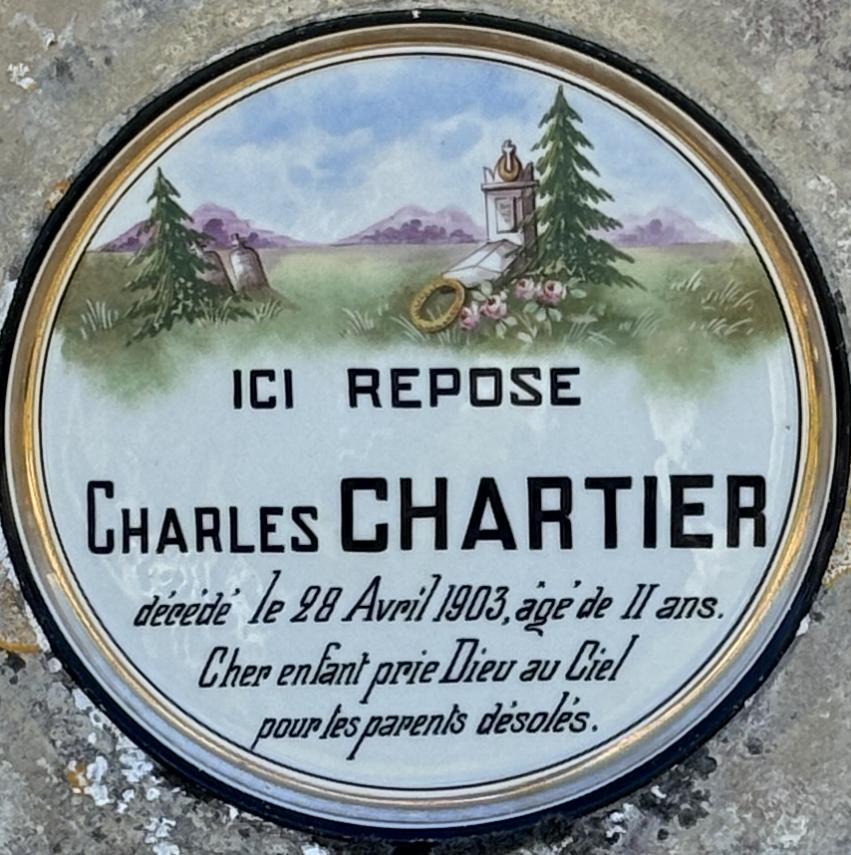 ICI REPOSE
CHARLES CHARTIER
décédé le 28 Avril 1903, âgé de 11 ans.
Cher enfant prie Dieu au Ciel
pour tes parents désolés.